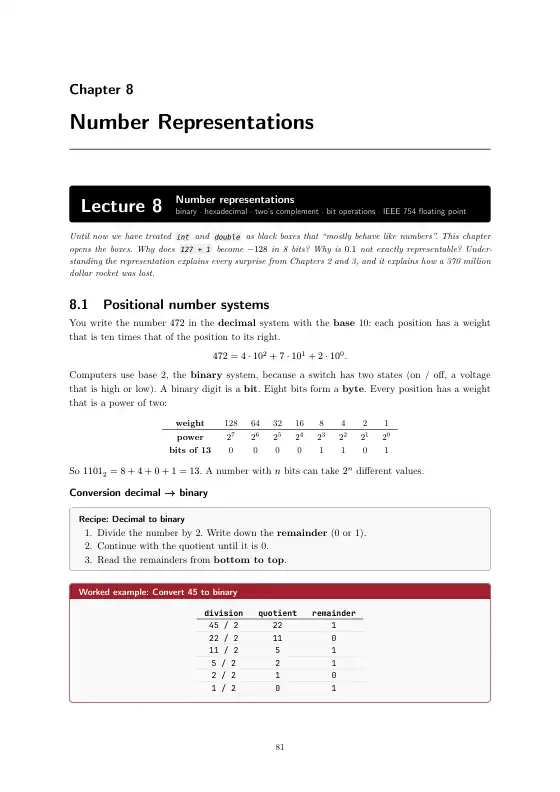 Chapter 8
Number Representations
Lecture 8
Number representations
binary · hexadecimal · two's complement · bit operations · IEEE 754 floating point
Until now we have treated int and double as black boxes that “mostly behave like numbers”. This chapter
opens the boxes. Why does 127 + 1 become −128 in 8 bits? Why is 0.1 not exactly representable? Under-
standing the representation explains every surprise from Chapters 2 and 3, and it explains how a 370 million
dollar rocket was lost.
8.1 Positional number systems
You write the number 472 in the decimal system with the base 10: each position has a weight
that is ten times that of the position to its right.
472 = 4 · 10² + 7 · 10¹ + 2 · 10⁰.
Computers use base 2, the binary system, because a switch has two states (on / off, a voltage
that is high or low). A binary digit is a bit. Eight bits form a byte. Every position has a weight
that is a power of two:
weight 128 64 32 16 8 4 2 1
power 2⁷ 2⁶ 2⁵ 2⁴ 2³ 2² 2¹ 2⁰
bits of 13 0 0 0 0 1 1 0 1
So 1101₂ = 8 + 4 + 0 + 1 = 13. A number with n bits can take 2ⁿ different values.
Conversion decimal → binary
Recipe: Decimal to binary
1. Divide the number by 2. Write down the remainder (0 or 1).
2. Continue with the quotient until it is 0.
3. Read the remainders from bottom to top.
Worked example: Convert 45 to binary
division quotient remainder
45 / 2 22 1
22 / 2 11 0
11 / 2 5 1
5 / 2 2 1
2 / 2 1 0
1 / 2 0 1
81